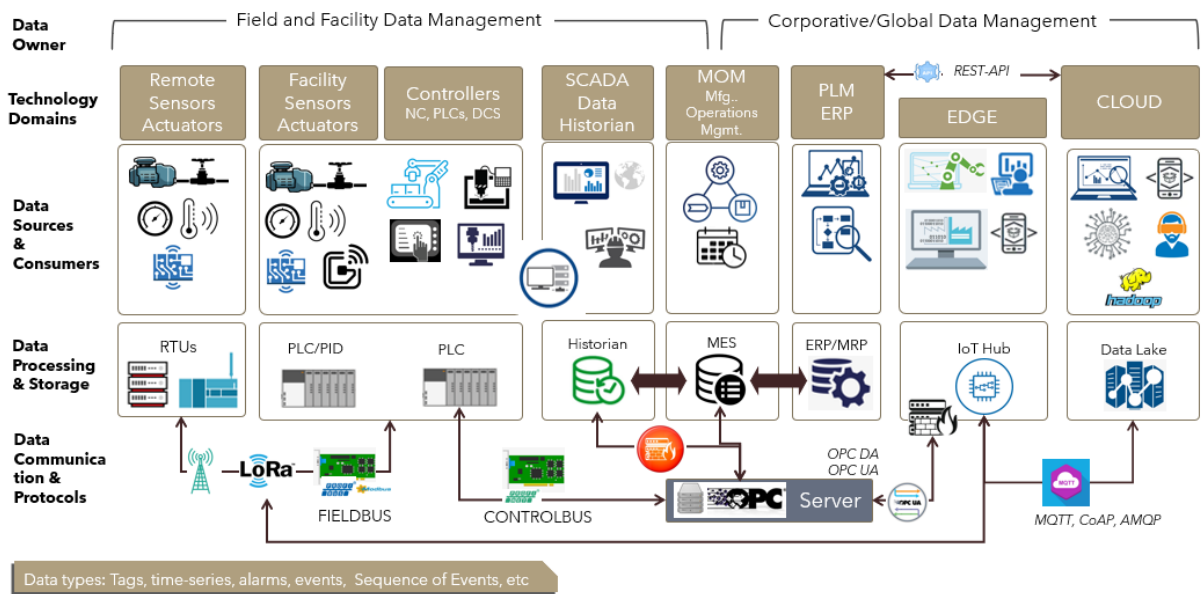 Data
Owner
Field and Facility Data Management
Corporative/Global Data Management
Technology
Domains
Remote
Sensors
Actuators
Facility
Sensors
Actuators
Controllers
NC, PLCs, DCS
SCADA
Data
Historian
MOM
Mfg..
Operations
Mgmt.
PLM
ERP
REST-API
EDGE
CLOUD
Data
Sources
&
Consumers
hadoop
Data
Processing
& Storage
RTUs
PLC/PID
PLC
Historian
MES
ERP/MRP
IoT Hub
Data Lake
Data
Communica
tion &
Protocols
LoRa
FIELDBUS
CONTROLBUS
OPC DA
OPC UA
OPC
Server
OPC UA
MQTT
MQTT, CoAP, AMQP
Data types: Tags, time-series, alarms, events, Sequence of Events, etc